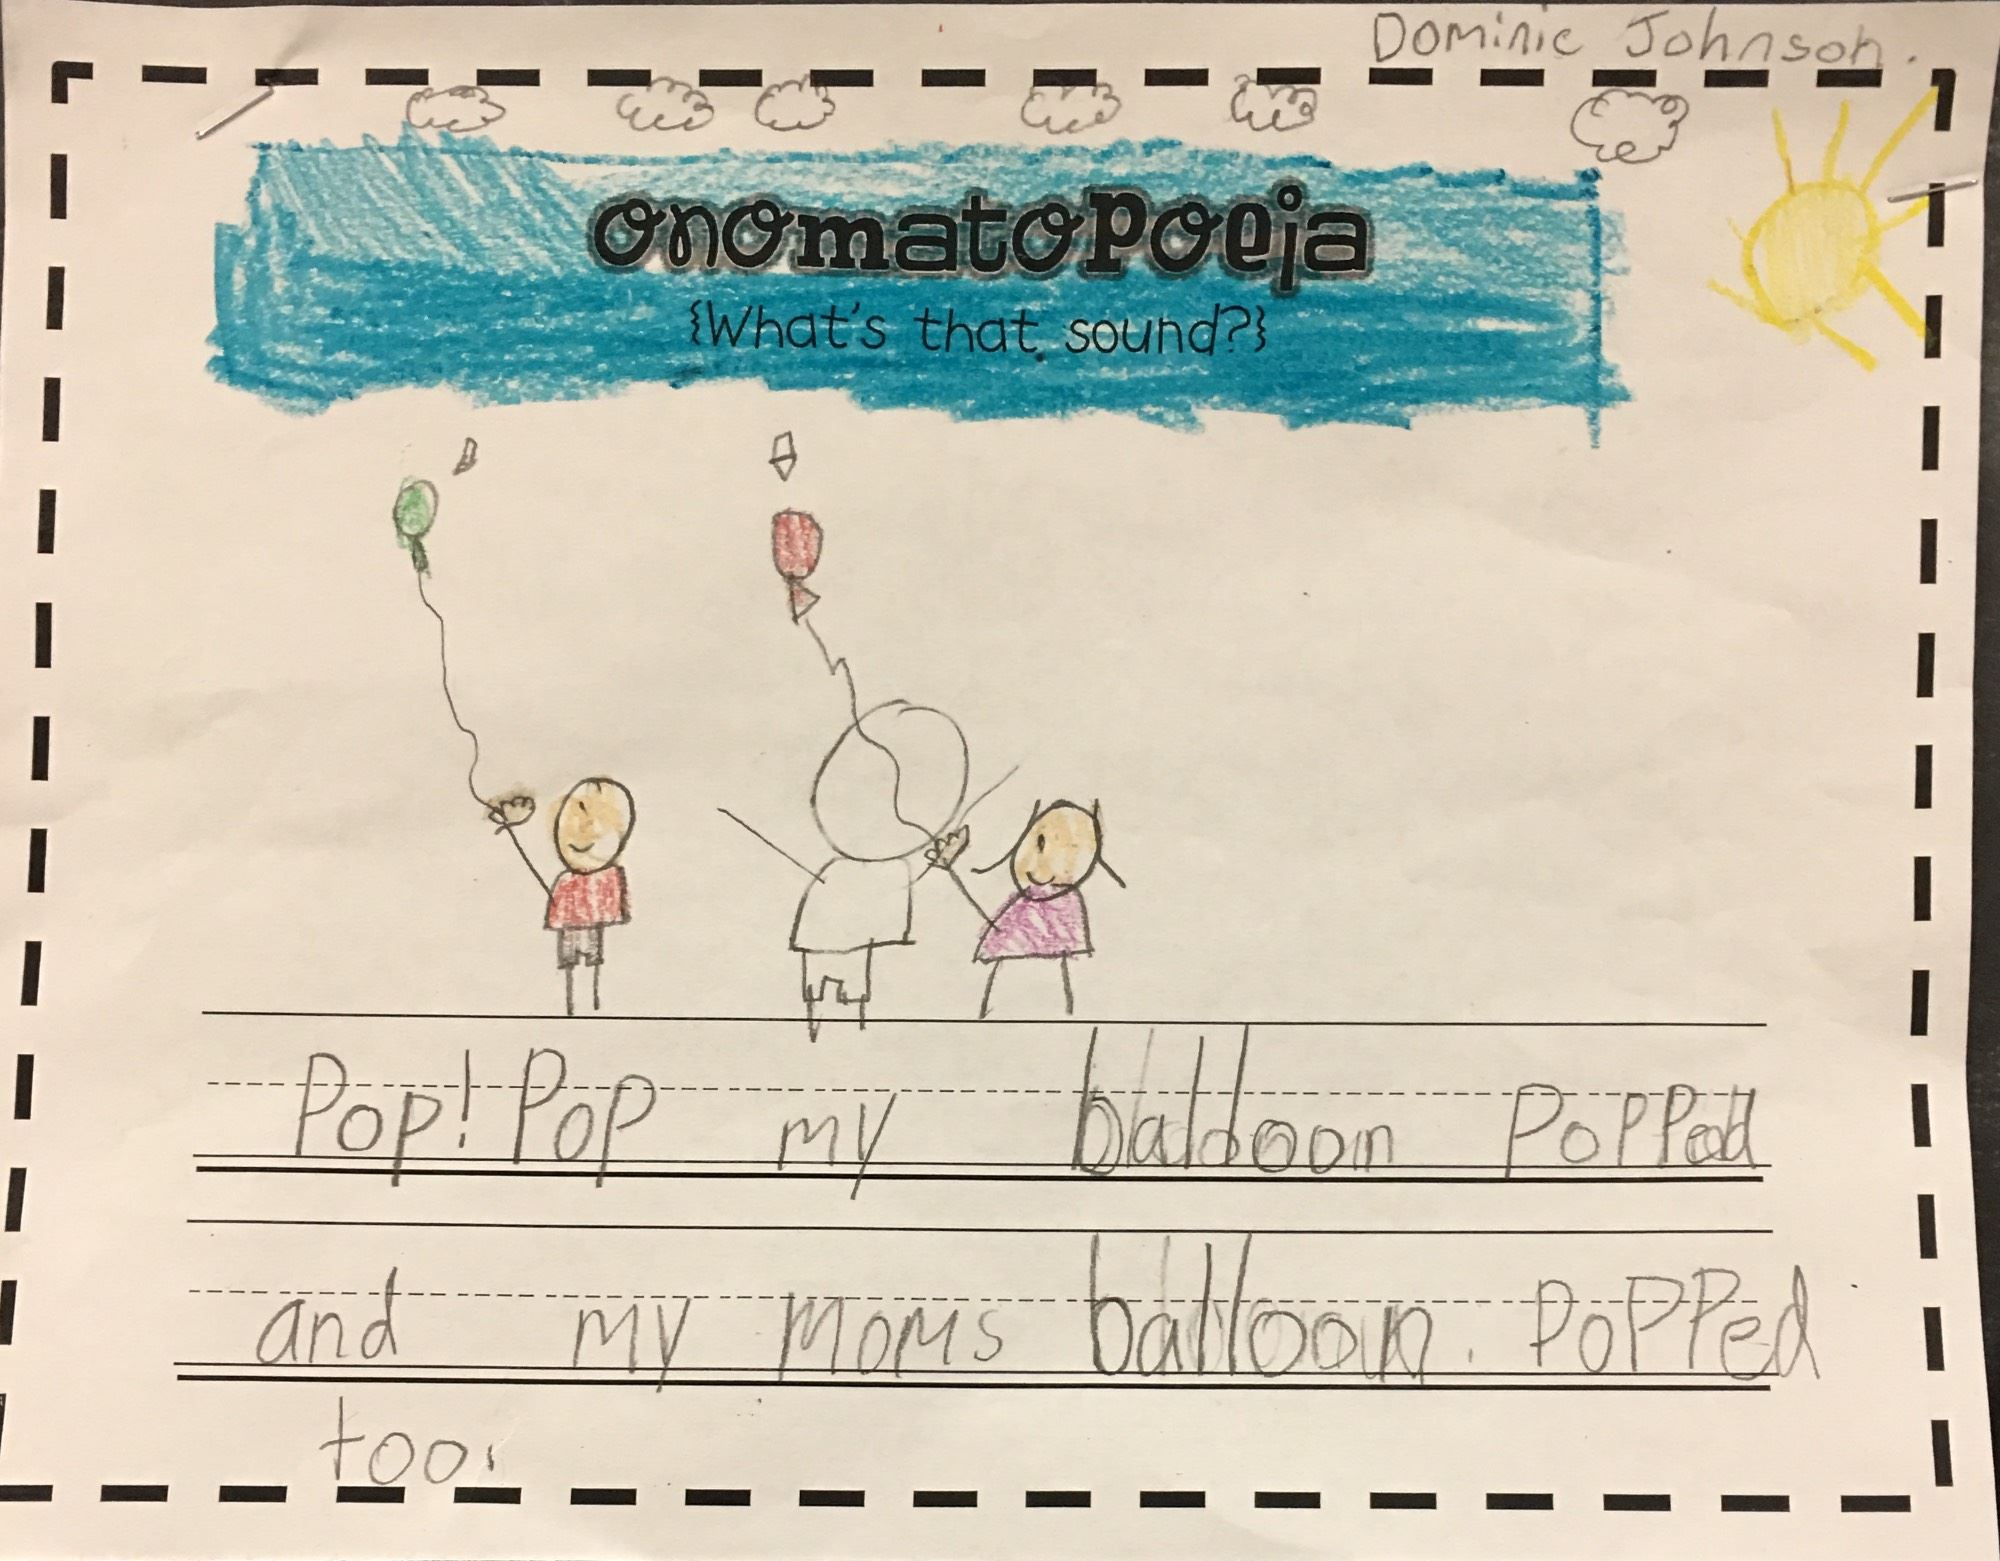 Dominic Johnson.
onomatopoeia
{What's that sound?}
Pop! Pop my balloon Popped
and my Moms balloon. Popped
too.